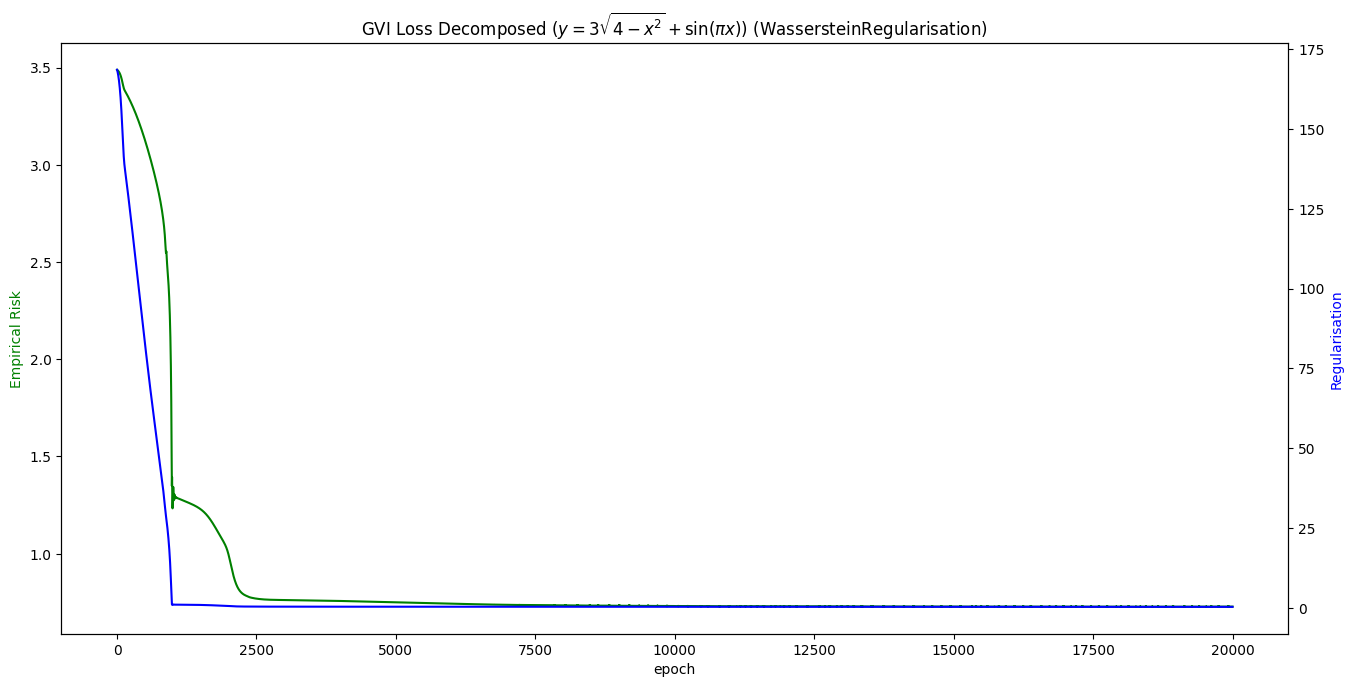 GVI Loss Decomposed (y = 3√(4 − x²) + sin(πx)) (WassersteinRegularisation)
3.5
3.0
2.5
2.0
1.5
1.0
Empirical Risk
175
150
125
100
75
50
25
0
Regularisation
0 2500 5000 7500 10000 12500 15000 17500 20000
epoch